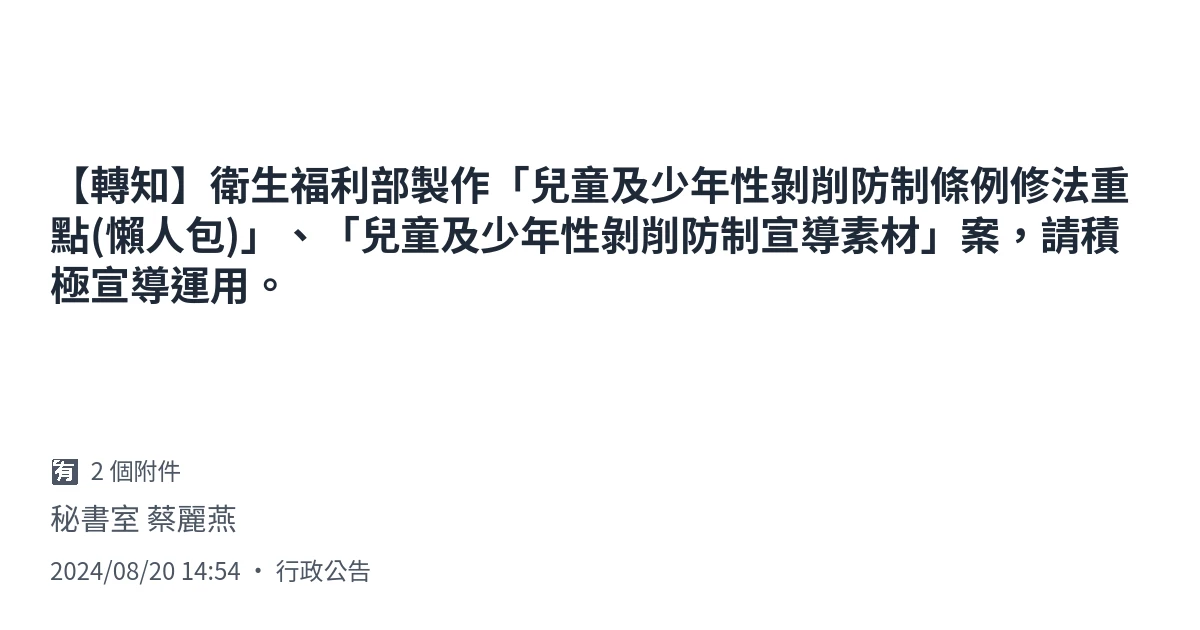 【轉知】衛生福利部製作「兒童及少年性剝削防制條例修法重
點(懶人包)」、「兒童及少年性剝削防制宣導素材」案，請積
極宣導運用。
有 2 個附件
秘書室 蔡麗燕
2024/08/20 14:54 • 行政公告